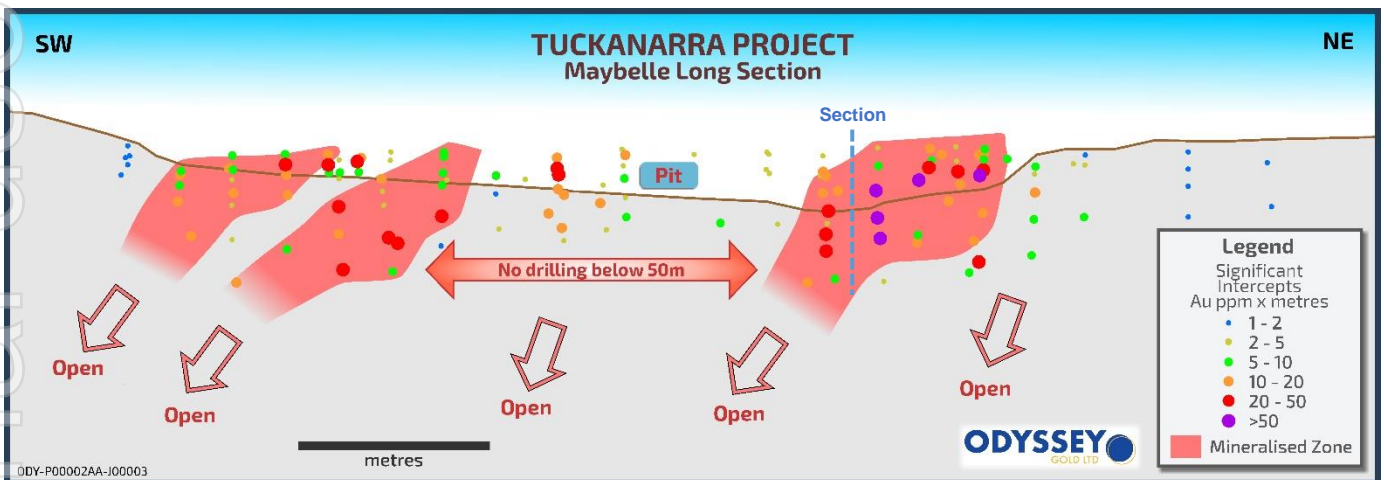 SW
TUCKANARRA PROJECT
NE
Maybelle Long Section
Section
Pit
No drilling below 50m
Open
Open
Open
Open
Open
metres
ODY-P00002AA-J00003
ODYSSEY
GOLD LTD
Legend
Significant
Intercepts
Au ppm x metres
1 - 2
2 - 5
5 - 10
10 - 20
20 - 50
>50
Mineralised Zone